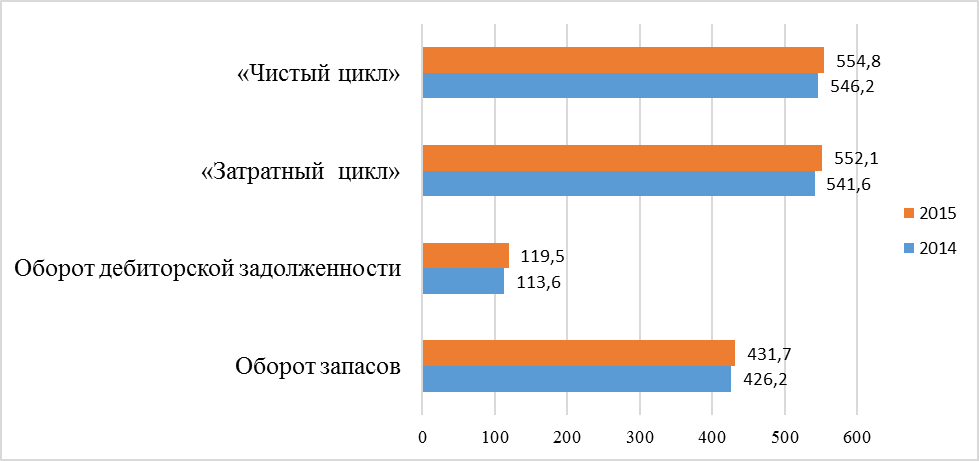 «Чистый цикл»
554,8
546,2
«Затратный цикл»
552,1
541,6
2015
2014
Оборот дебиторской задолженности
119,5
113,6
Оборот запасов
431,7
426,2
0 100 200 300 400 500 600